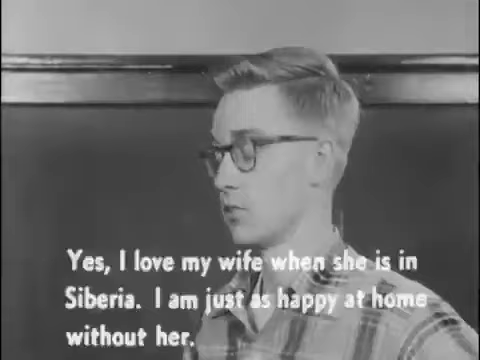 Yes, I love my wife when she is in
Siberia. I am just as happy at home
without her.